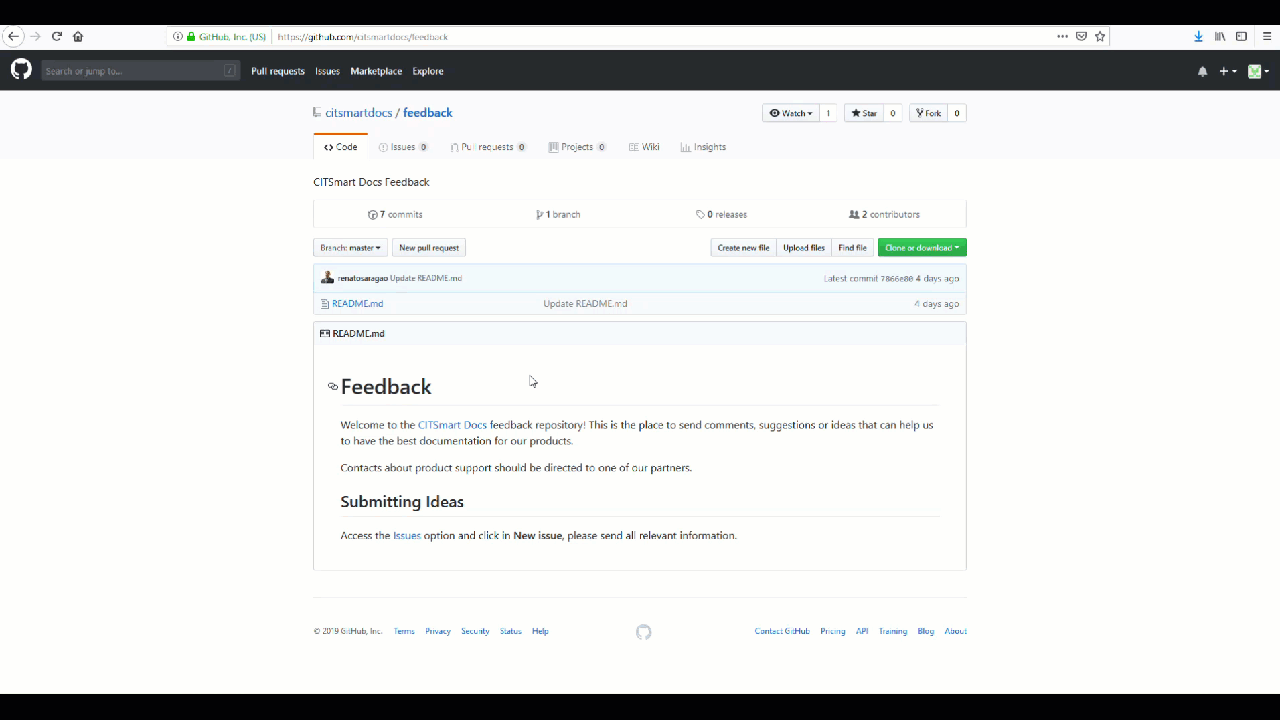 GitHub, Inc. (US) https://github.com/citsmartdocs/feedback
Search or jump to... / Pull requests Issues Marketplace Explore
citsmartdocs / feedback Watch 1 Star 0 Fork 0
Code Issues 0 Pull requests 0 Projects 0 Wiki Insights
CITSmart Docs Feedback
7 commits 1 branch 0 releases 2 contributors
Branch: master New pull request Create new file Upload files Find file Clone or download
renatosaragao Update README.md Latest commit 7866e80 4 days ago
README.md Update README.md 4 days ago
README.md
Feedback
Welcome to the CITSmart Docs feedback repository! This is the place to send comments, suggestions or ideas that can help us
to have the best documentation for our products.
Contacts about product support should be directed to one of our partners.
Submitting Ideas
Access the Issues option and click in New issue, please send all relevant information.
© 2019 GitHub, Inc. Terms Privacy Security Status Help Contact GitHub Pricing API Training Blog About